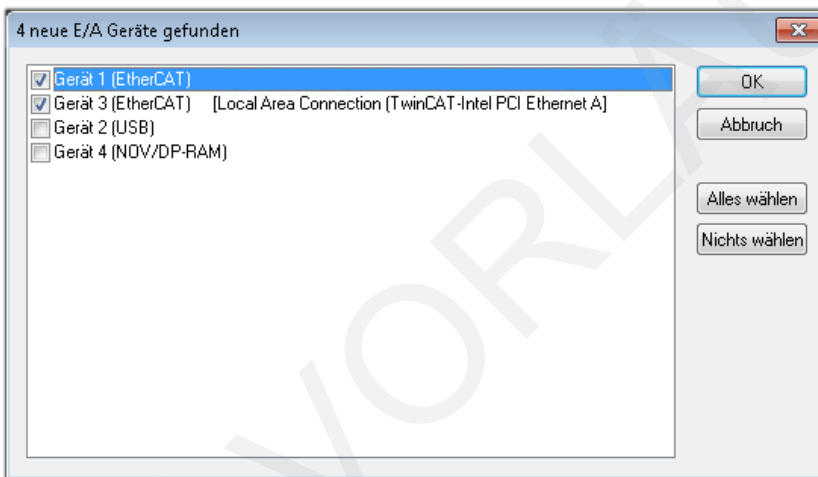 4 neue E/A Geräte gefunden
Gerät 1 (EtherCAT)
Gerät 3 (EtherCAT) [Local Area Connection (TwinCAT-Intel PCI Ethernet A]
Gerät 2 (USB)
Gerät 4 (NOV/DP-RAM)
OK
Abbruch
Alles wählen
Nichts wählen
VORLÄ